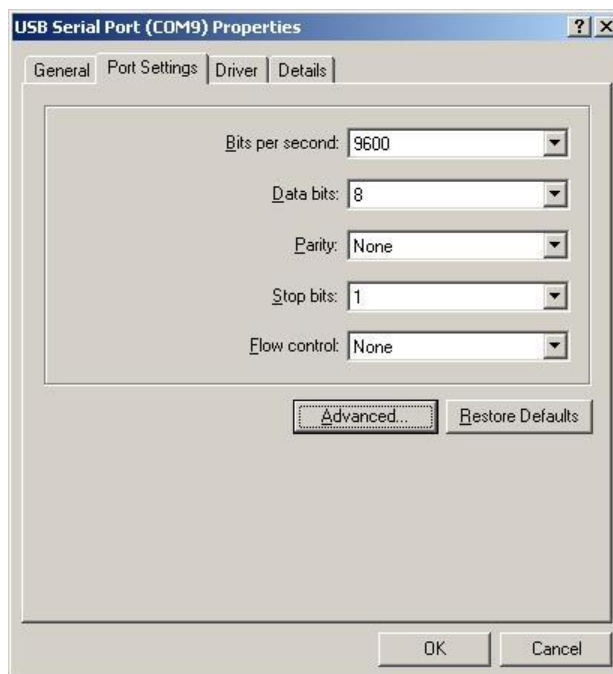 USB Serial Port (COM9) Properties
General Port Settings Driver Details
Bits per second: 9600
Data bits: 8
Parity: None
Stop bits: 1
Flow control: None
Advanced... Restore Defaults
OK Cancel